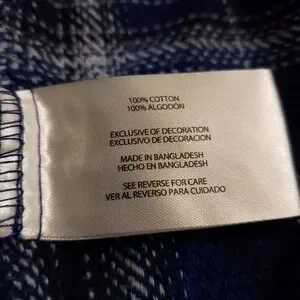 100% COTTON
100% ALGODON
EXCLUSIVE OF DECORATION
EXCLUSIVO DE DECORACIÓN
MADE IN BANGLADESH
HECHO EN BANGLADESH
SEE REVERSE FOR CARE
VER AL REVERSO PARA CUIDADO